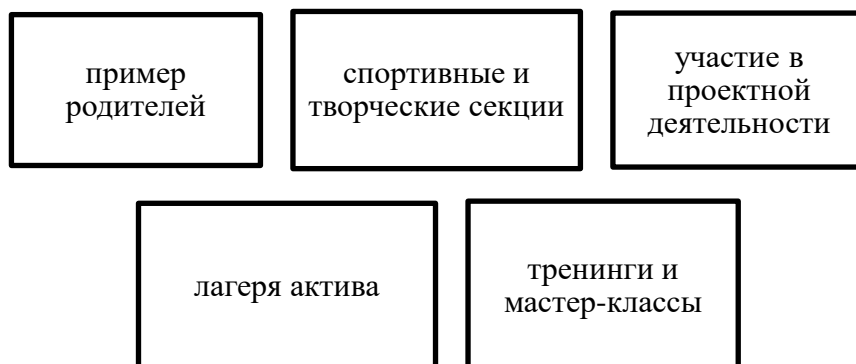 пример
родителей
спортивные и
творческие секции
участие в
проектной
деятельности
лагеря актива
тренинги и
мастер-классы